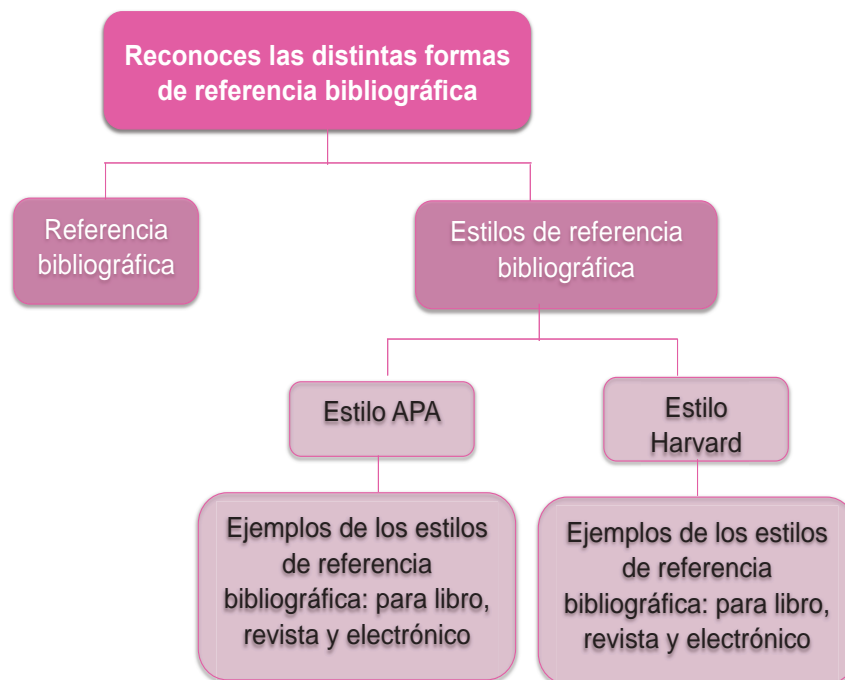 Reconoces las distintas formas
de referencia bibliográfica
Referencia
bibliográfica
Estilos de referencia
bibliográfica
Estilo APA
Estilo
Harvard
Ejemplos de los estilos
de referencia
bibliográfica: para libro,
revista y electrónico
Ejemplos de los estilos
de referencia
bibliográfica: para libro,
revista y electrónico